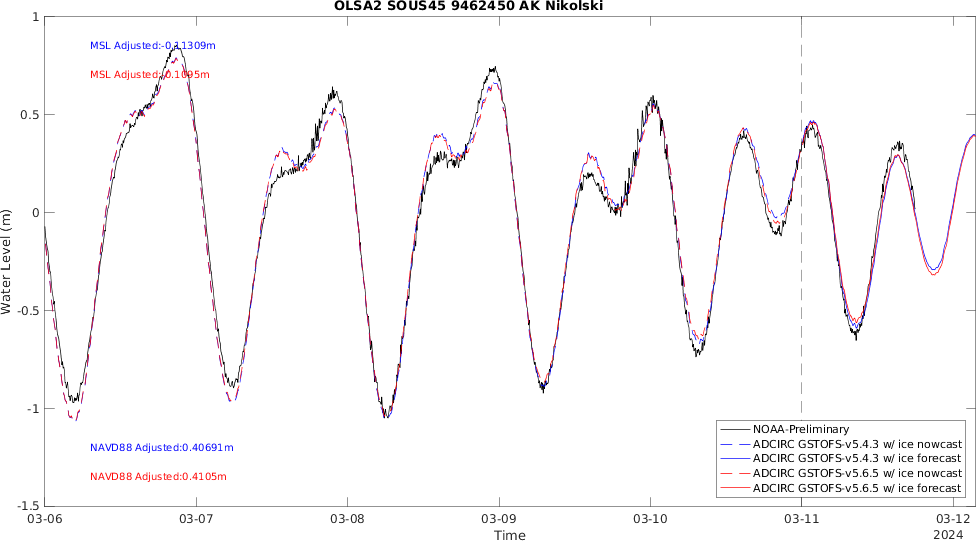 OLSA2 SOUS45 9462450 AK Nikolski
MSL Adjusted:-0.11309m
MSL Adjusted:-0.1095m
NAVD88 Adjusted:0.40691m
NAVD88 Adjusted:0.4105m
Water Level (m)
1
0.5
0
-0.5
-1
-1.5
03-06
03-07
03-08
03-09
03-10
03-11
03-12
Time
2024
NOAA-Preliminary
ADCIRC GSTOFS-v5.4.3 w/ ice nowcast
ADCIRC GSTOFS-v5.4.3 w/ ice forecast
ADCIRC GSTOFS-v5.6.5 w/ ice nowcast
ADCIRC GSTOFS-v5.6.5 w/ ice forecast